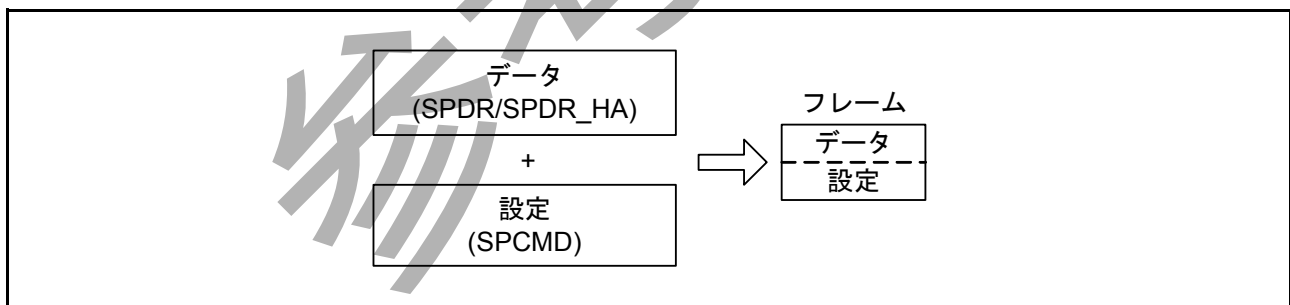 データ
(SPDR/SPDR_HA)
+
設定
(SPCMD)
フレーム
データ
設定